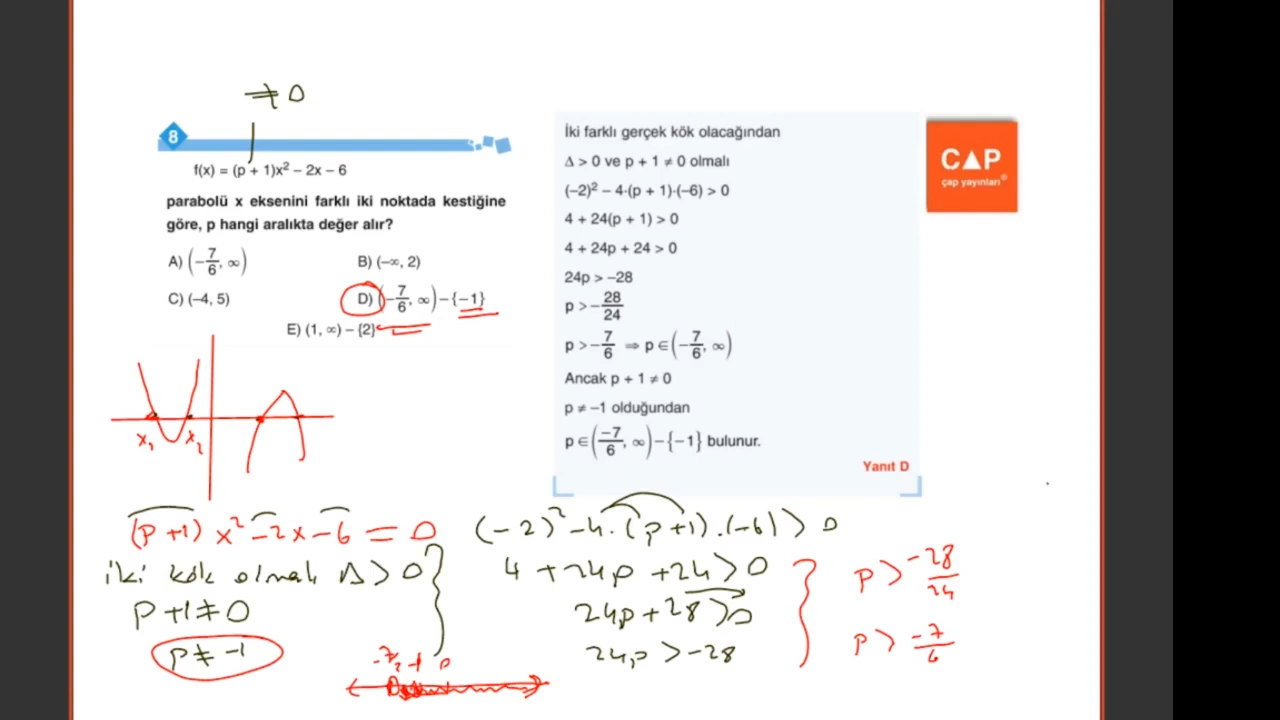 ≠ 0
8
f(x) = (p + 1)x² – 2x – 6
parabolü x eksenini farklı iki noktada kestiğine
göre, p hangi aralıkta değer alır?
A) (–7/6, ∞) B) (–∞, 2)
C) (–4, 5) D) (–7/6, ∞) – {–1}
E) (1, ∞) – {2}
x₁ x₂
İki farklı gerçek kök olacağından
Δ > 0 ve p + 1 ≠ 0 olmalı
(–2)² – 4·(p + 1)·(–6) > 0
4 + 24(p + 1) > 0
4 + 24p + 24 > 0
24p > –28
p > –28/24
p > –7/6 ⇒ p ∈ (–7/6, ∞)
Ancak p + 1 ≠ 0
p ≠ –1 olduğundan
p ∈ (–7/6, ∞) – {–1} bulunur.
Yanıt D
ÇAP
çap yayınları®
(p+1) x² –2x –6 = 0
iki kök olmalı Δ > 0
p+1 ≠ 0
p ≠ –1
(–2)² –4.(p+1).(–6) > 0
4 + 24p + 24 > 0
24p + 28 > 0
24p > –28
p > –28/24
p > –7/6